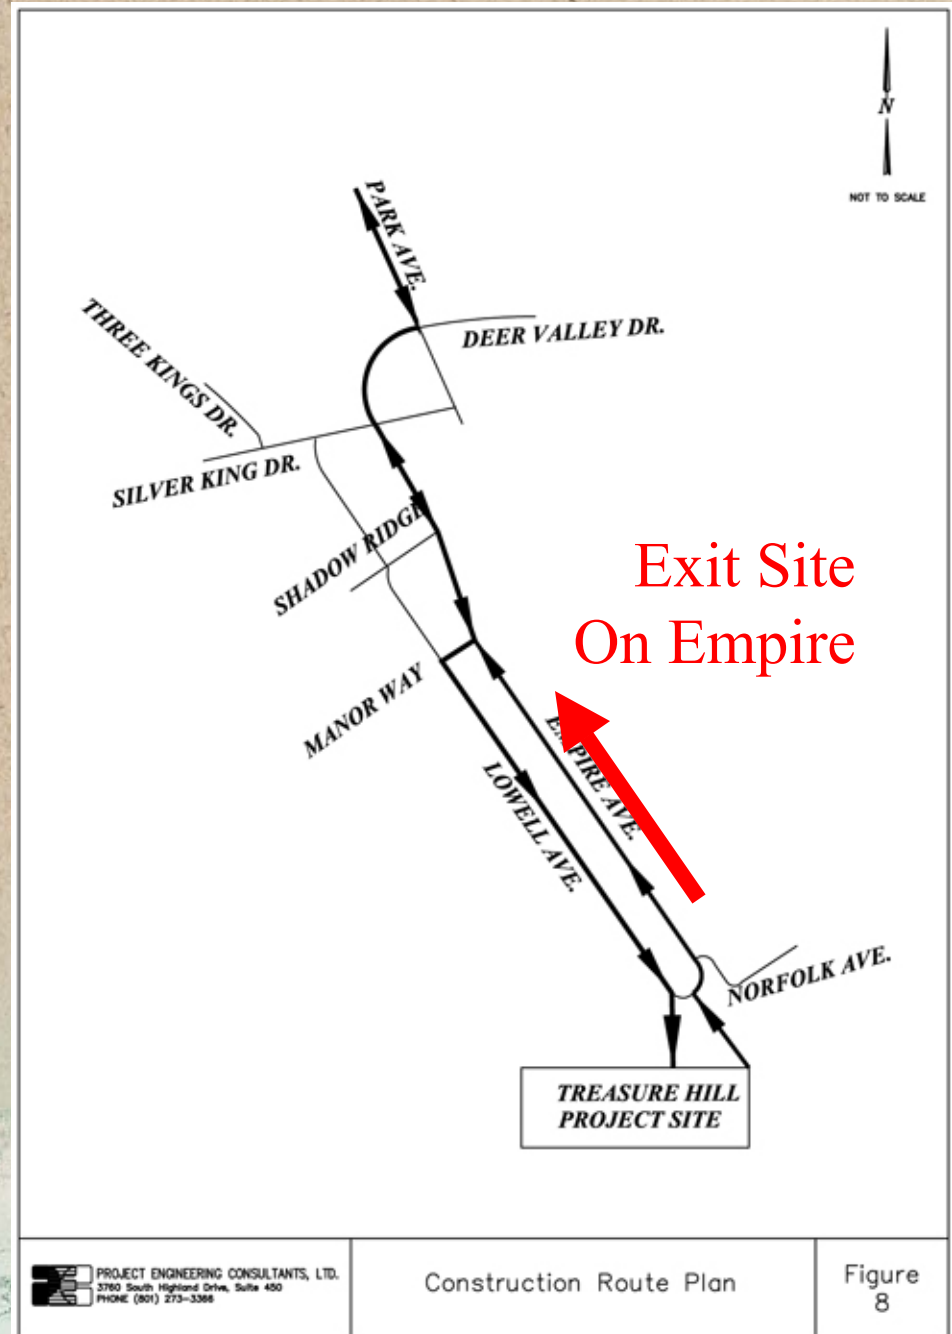 N
NOT TO SCALE
PARK AVE.
DEER VALLEY DR.
THREE KINGS DR.
SILVER KING DR.
SHADOW RIDGE
Exit Site
On Empire
MANOR WAY
EMPIRE AVE.
LOWELL AVE.
NORFOLK AVE.
TREASURE HILL
PROJECT SITE
PROJECT ENGINEERING CONSULTANTS, LTD.
3760 South Highland Drive, Suite 450
PHONE (801) 273-3366
Construction Route Plan
Figure
8